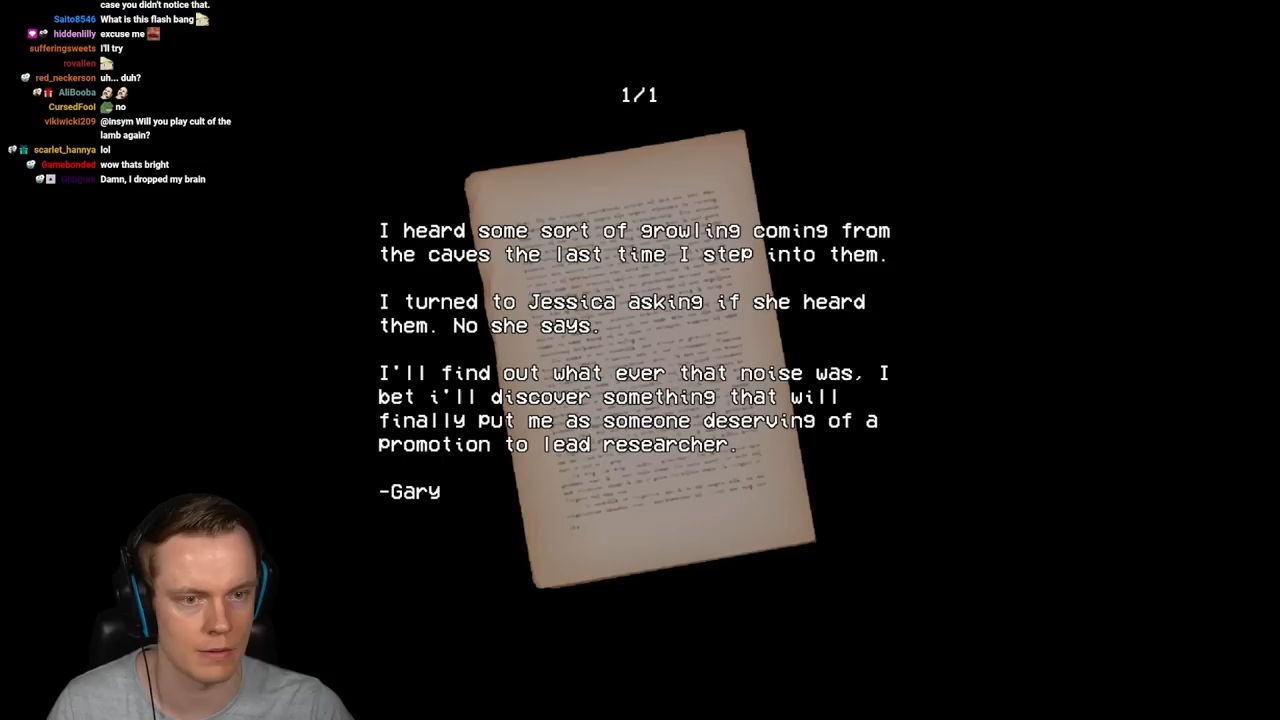 case you didn't notice that.
Saito8546 What is this flash bang
hiddenlilly excuse me
sufferingsweets I'll try
rovallen
red_neckerson uh... duh?
AliBooba
CursedFool no
vikiwicki209 @insym Will you play cult of the
lamb again?
scarlet_hannya lol
Gamebonded wow thats bright
Damn, I dropped my brain
1/1
I heard some sort of growling coming from
the caves the last time I step into them.
I turned to Jessica asking if she heard
them. No she says.
I'll find out what ever that noise was, I
bet i'll discover something that will
finally put me as someone deserving of a
promotion to lead researcher.
-Gary